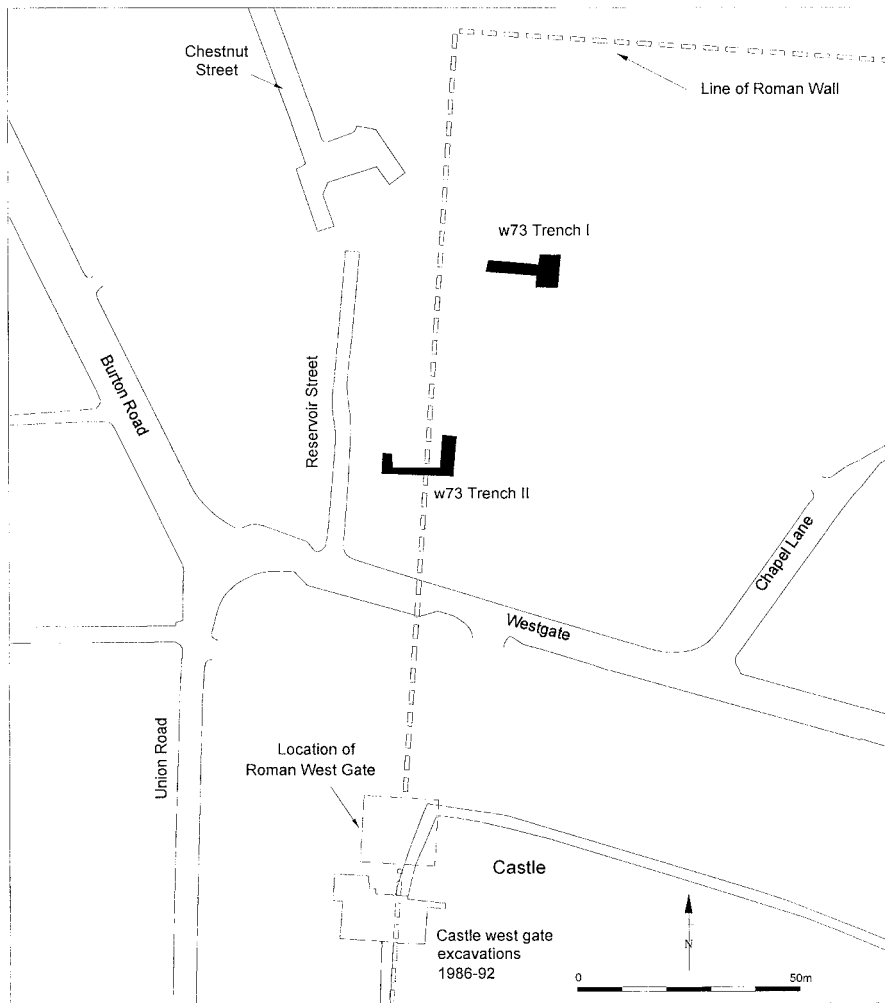 Chestnut
Street
Line of Roman Wall
w73 Trench I
Burton Road
Reservoir Street
w73 Trench II
Chapel Lane
Westgate
Union Road
Location of
Roman West Gate
Castle
Castle west gate
excavations
1986-92
N
0
50m